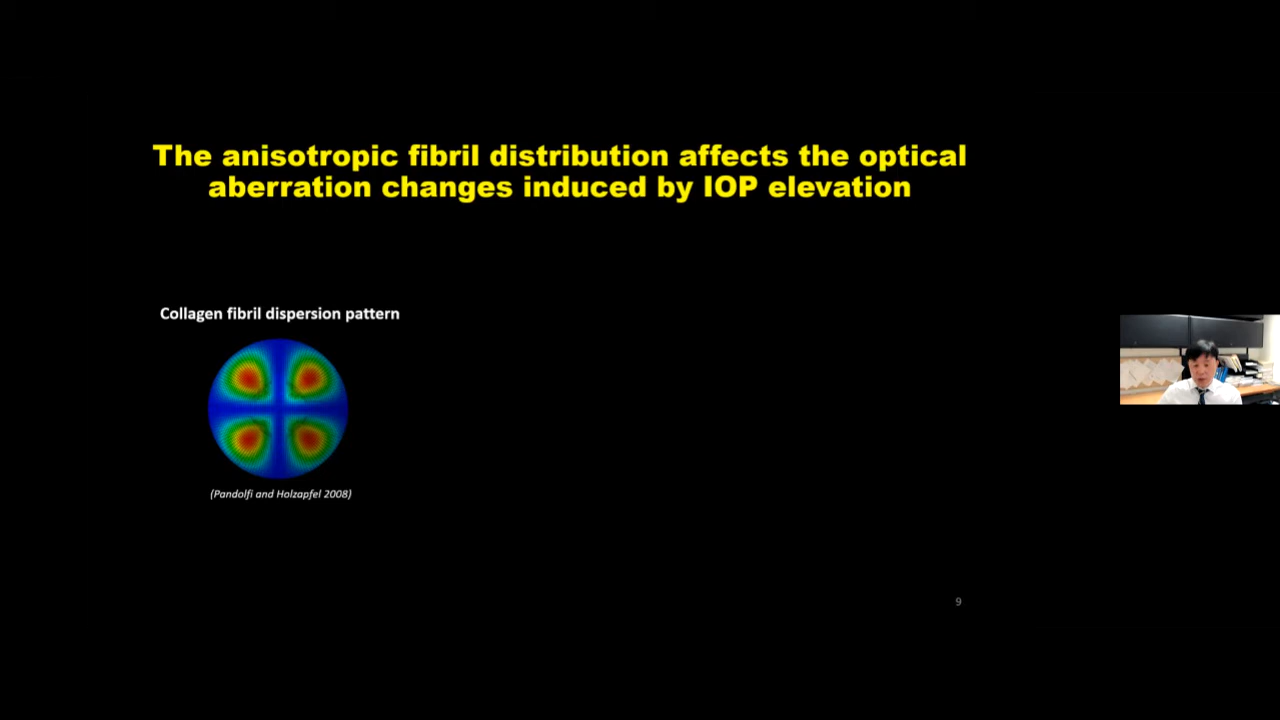 The anisotropic fibril distribution affects the optical
aberration changes induced by IOP elevation
Collagen fibril dispersion pattern
(Pandolfi and Holzapfel 2008)
9